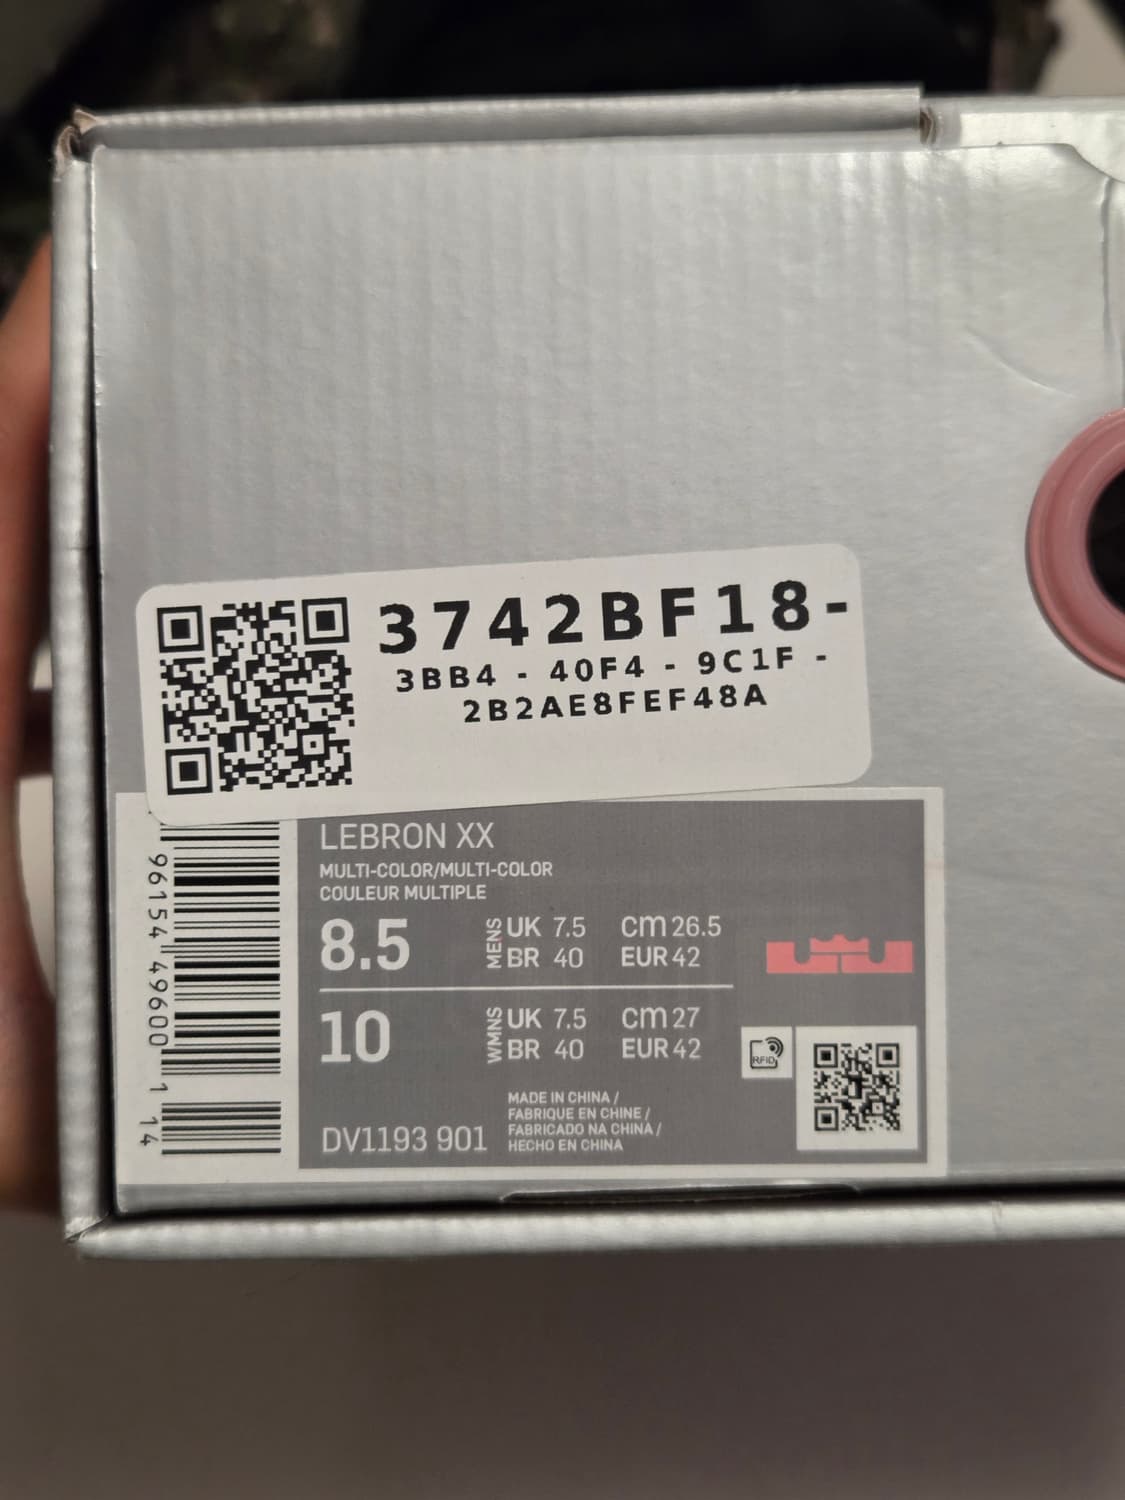 3742BF18-
3BB4 - 40F4 - 9C1F -
2B2AE8FEF48A
LEBRON XX
MULTI-COLOR/MULTI-COLOR
COULEUR MULTIPLE
8.5 MENS UK 7.5 cm 26.5
BR 40 EUR 42
10 WMNS UK 7.5 cm 27
BR 40 EUR 42
RFID
MADE IN CHINA /
FABRIQUE EN CHINE /
FABRICADO NA CHINA /
HECHO EN CHINA
DV1193 901
96154 49600 1 14